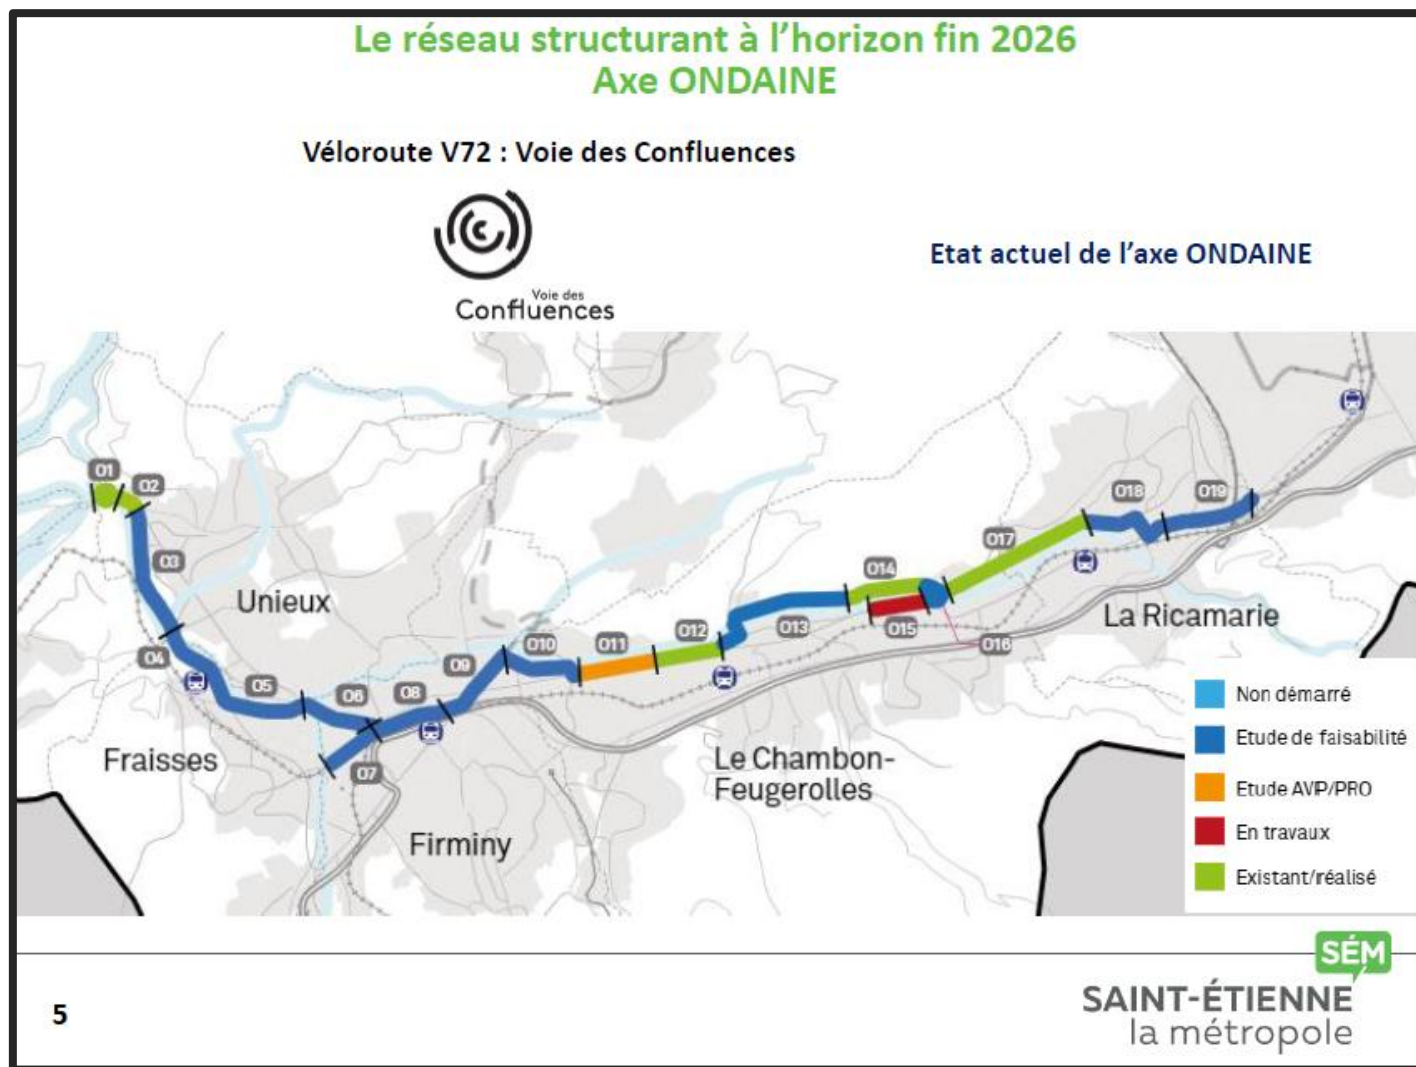 Le réseau structurant à l'horizon fin 2026
Axe ONDAINE
Véloroute V72 : Voie des Confluences
Voie des
Confluences
Etat actuel de l'axe ONDAINE
O1
O2
O3
O4
O5
O6
O7
O8
O9
O10
O11
O12
O13
O14
O15
O16
O17
O18
O19
Unieux
Fraisses
Firminy
Le Chambon-
Feugerolles
La Ricamarie
Non démarré
Etude de faisabilité
Etude AVP/PRO
En travaux
Existant/réalisé
5
SÉM
SAINT-ÉTIENNE
la métropole